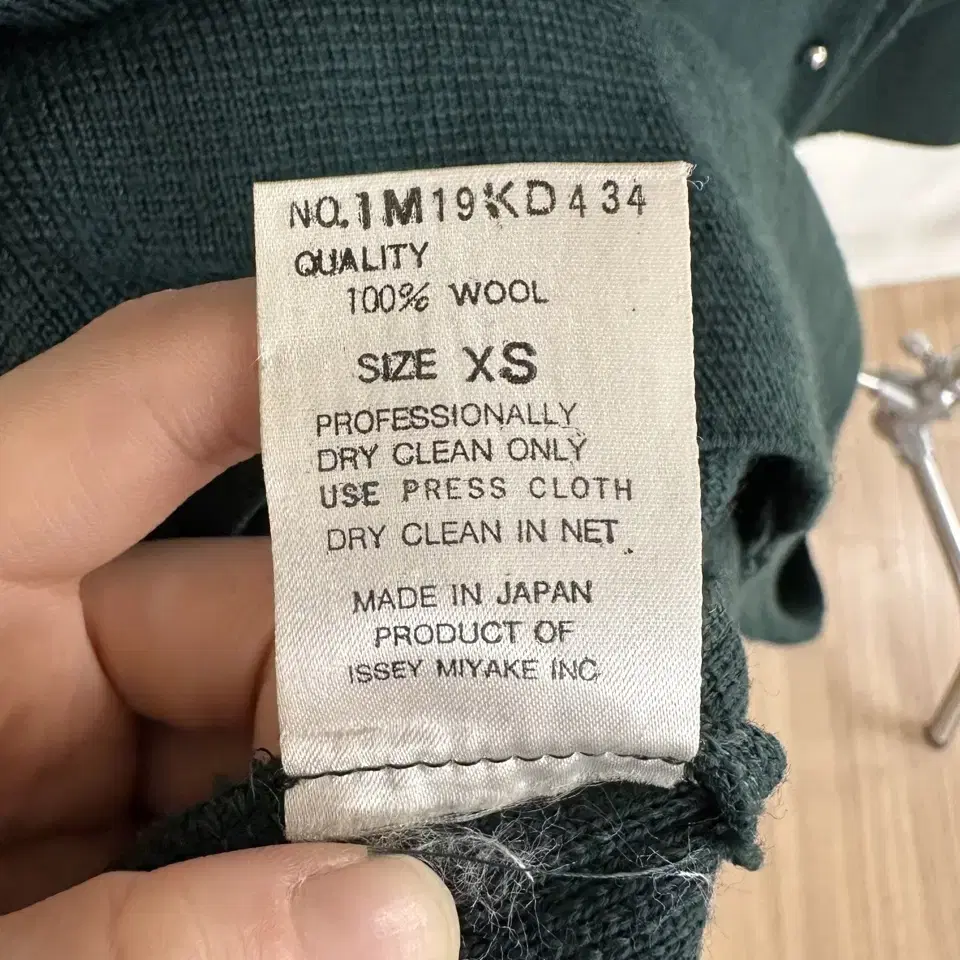 NO. 1M19KD434
QUALITY
100% WOOL
SIZE XS
PROFESSIONALLY
DRY CLEAN ONLY
USE PRESS CLOTH
DRY CLEAN IN NET.
MADE IN JAPAN
PRODUCT OF
ISSEY MIYAKE INC